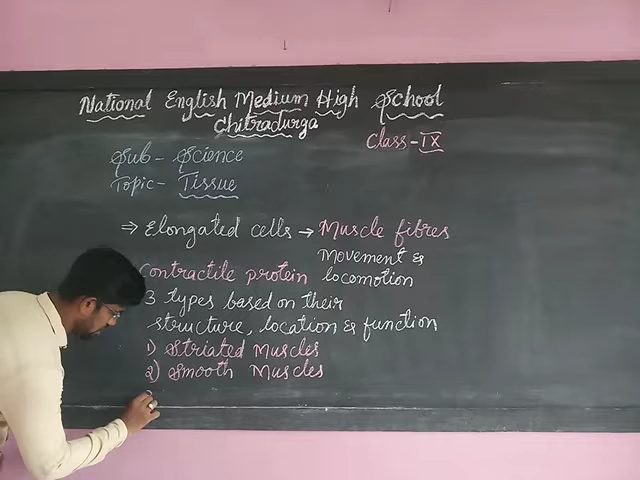 National English Medium High School
Chitradurga
Class-IX
Sub- Science
Topic- Tissue
⇒ Elongated cells → Muscle fibres
Movement &
Contractile protein locomotion
3 types based on their
structure, location & function
1) Striated Muscles
2) Smooth Muscles